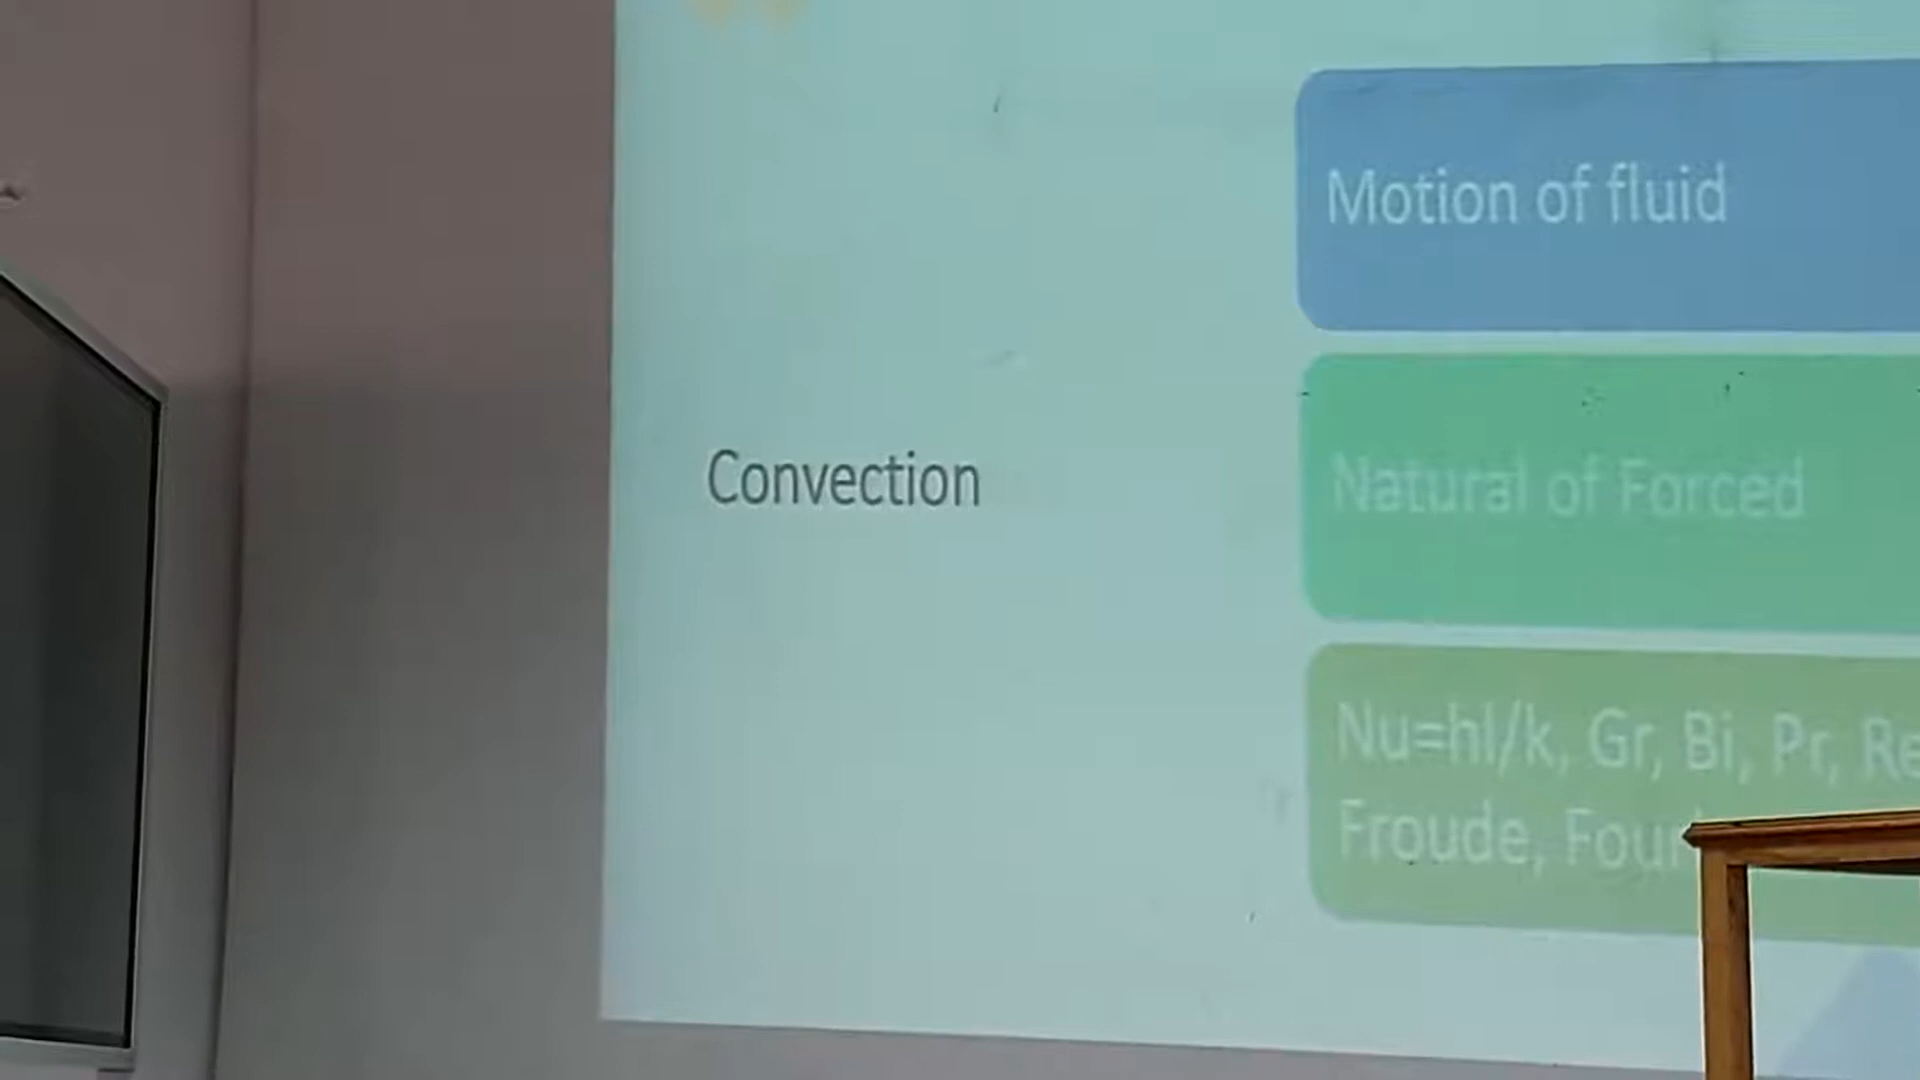 Motion of fluid
Convection
Natural of Forced
Nu=hl/k, Gr, Bi, Pr, Re
Froude,